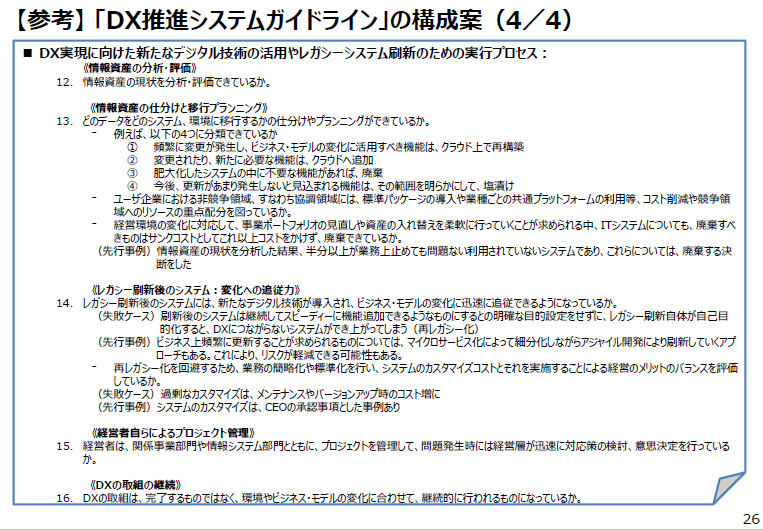 【参考】「DX推進システムガイドライン」の構成案（4／4）
■ DX実現に向けた新たなデジタル技術の活用やレガシーシステム刷新のための実行プロセス：
《情報資産の分析・評価》
12. 情報資産の現状を分析・評価できているか。
《情報資産の仕分けと移行プランニング》
13. どのデータをどのシステム、環境に移行するかの仕分けやプランニングができているか。
- 例えば、以下の4つに分類できているか
① 頻繁に変更が発生し、ビジネス・モデルの変化に活用すべき機能は、クラウド上で再構築
② 変更されたり、新たに必要な機能は、クラウドへ追加
③ 肥大化したシステムの中に不要な機能があれば、廃棄
④ 今後、更新があまり発生しないと見込まれる機能は、その範囲を明らかにして、塩漬け
- ユーザ企業における非競争領域、すなわち協調領域には、標準パッケージの導入や業種ごとの共通プラットフォームの利用等、コスト削減や競争領
域へのリソースの重点配分を図っているか。
- 経営環境の変化に対応して、事業ポートフォリオの見直しや資産の入れ替えを柔軟に行っていくことが求められる中、ITシステムについても、廃棄すべ
きものはサンクコストとしてこれ以上コストをかけず、廃棄できているか。
（先行事例）情報資産の現状を分析した結果、半分以上が業務上止めても問題ない利用されていないシステムであり、これらについては、廃棄する決
断をした
《レガシー刷新後のシステム：変化への追従力》
14. レガシー刷新後のシステムには、新たなデジタル技術が導入され、ビジネス・モデルの変化に迅速に追従できるようになっているか。
（失敗ケース）刷新後のシステムは継続してスピーディーに機能追加できるようなものにするとの明確な目的設定をせずに、レガシー刷新自体が自己目
的化すると、DXにつながらないシステムができ上がってしまう（再レガシー化）
（先行事例）ビジネス上頻繁に更新することが求められるものについては、マイクロサービス化によって細分化しながらアジャイル開発により刷新していくアプ
ローチもある。これにより、リスクが軽減できる可能性もある。
- 再レガシー化を回避するため、業務の簡略化や標準化を行い、システムのカスタマイズコストとそれを実施することによる経営のメリットのバランスを評価
しているか。
（失敗ケース）過剰なカスタマイズは、メンテナンスやバージョンアップ時のコスト増に
（先行事例）システムのカスタマイズは、CEOの承認事項とした事例あり
《経営者自らによるプロジェクト管理》
15. 経営者は、関係事業部門や情報システム部門とともに、プロジェクトを管理して、問題発生時には経営層が迅速に対応策の検討、意思決定を行っている
か。
《DXの取組の継続》
16. DXの取組は、完了するものではなく、環境やビジネス・モデルの変化に合わせて、継続的に行われるものになっているか。
26